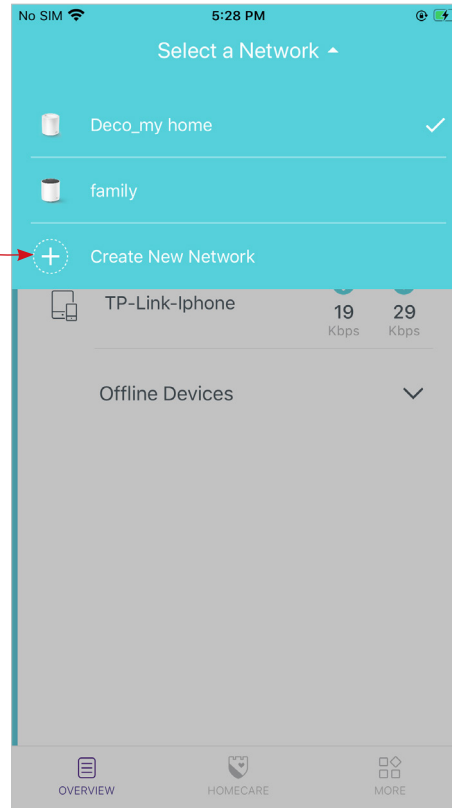 No SIM 5:28 PM
Select a Network
Deco_my home
family
Create New Network
TP-Link-Iphone
19 29
Kbps Kbps
Offline Devices
OVERVIEW HOMECARE MORE